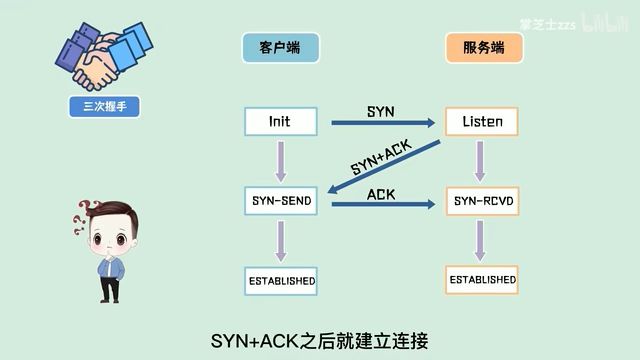 掌芝士zzs bilibili
客户端
服务端
三次握手
Init
SYN
Listen
SYN+ACK
SYN-SEND
ACK
SYN-RCVD
ESTABLISHED
ESTABLISHED
SYN+ACK之后就建立连接